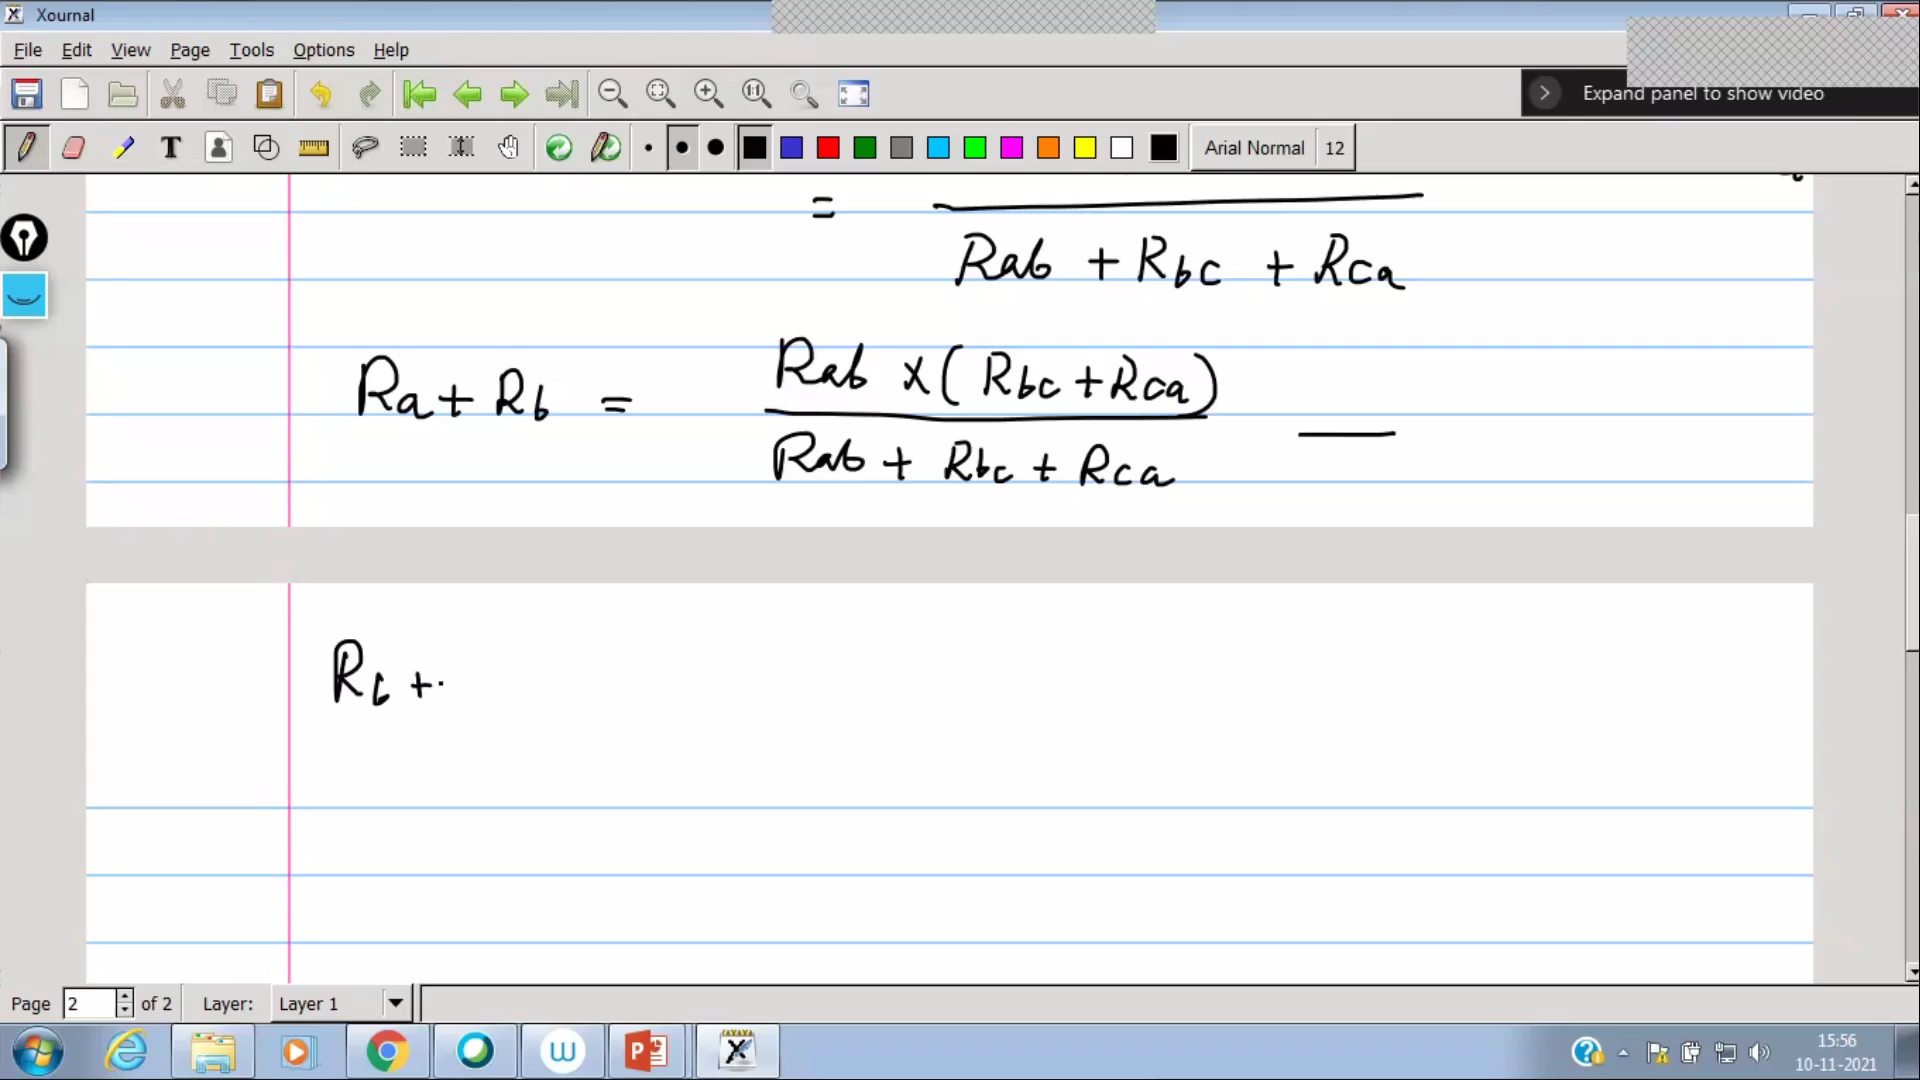 Xournal
File Edit View Page Tools Options Help
Expand panel to show video
T Arial Normal 12
=
Rab + Rbc + Rca
Ra + Rb = Rab x ( Rbc + Rca )
Rab + Rbc + Rca
Rb +
Page 2 of 2 Layer: Layer 1
15:56
10-11-2021